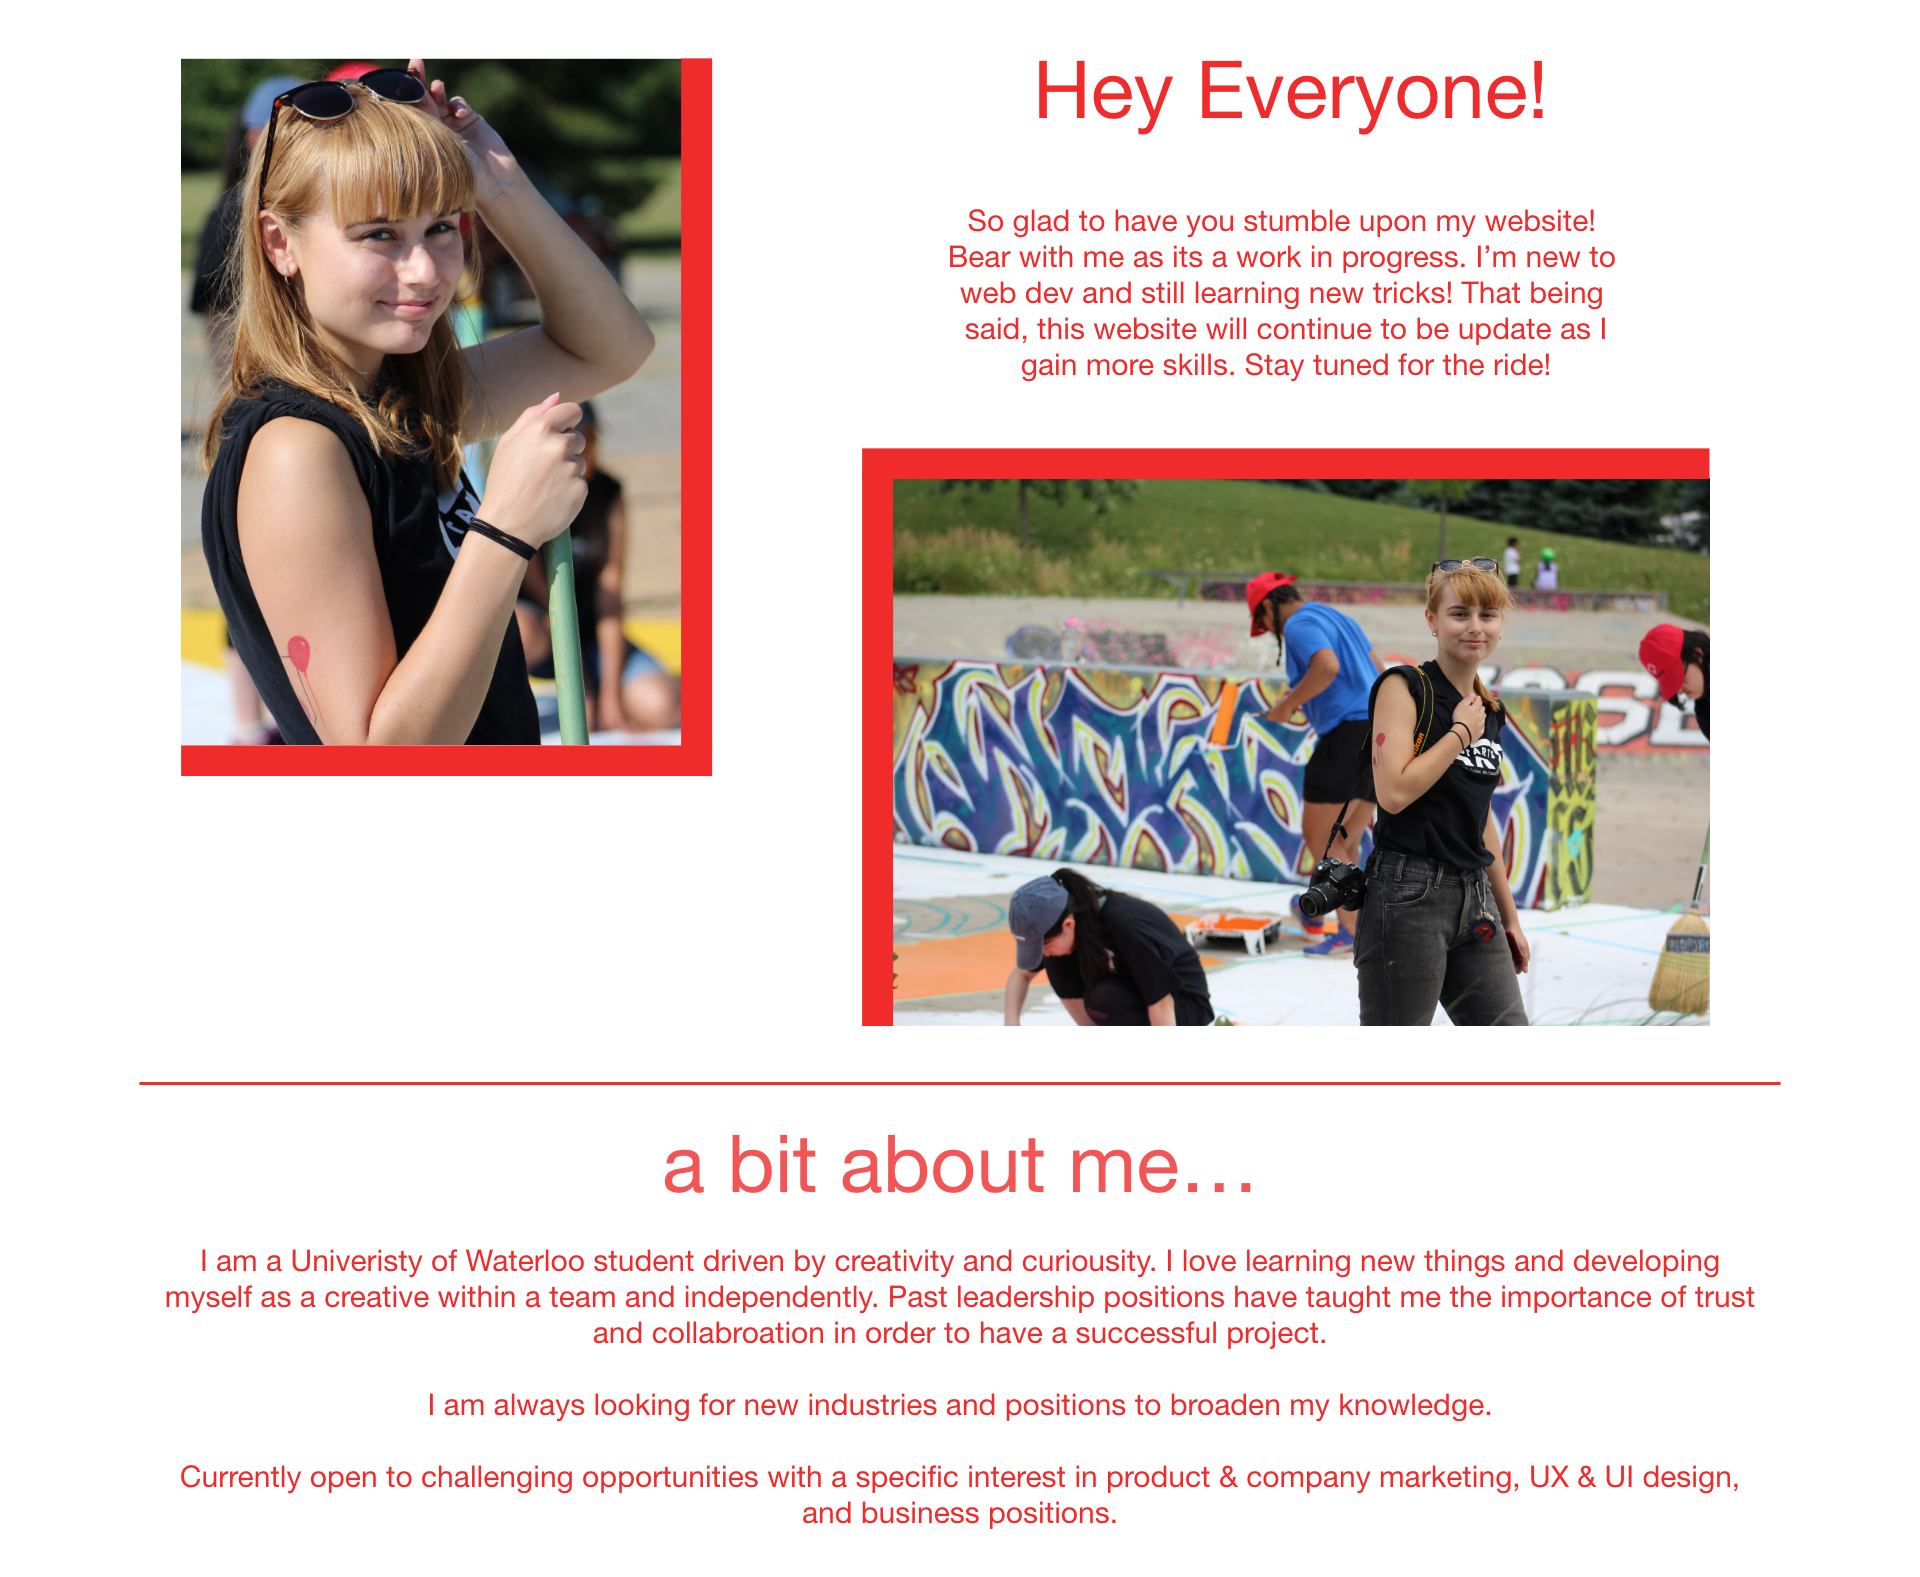 Hey Everyone!
So glad to have you stumble upon my website!
Bear with me as its a work in progress. I’m new to
web dev and still learning new tricks! That being
said, this website will continue to be update as I
gain more skills. Stay tuned for the ride!
a bit about me…
I am a Univeristy of Waterloo student driven by creativity and curiousity. I love learning new things and developing
myself as a creative within a team and independently. Past leadership positions have taught me the importance of trust
and collabroation in order to have a successful project.
I am always looking for new industries and positions to broaden my knowledge.
Currently open to challenging opportunities with a specific interest in product & company marketing, UX & UI design,
and business positions.